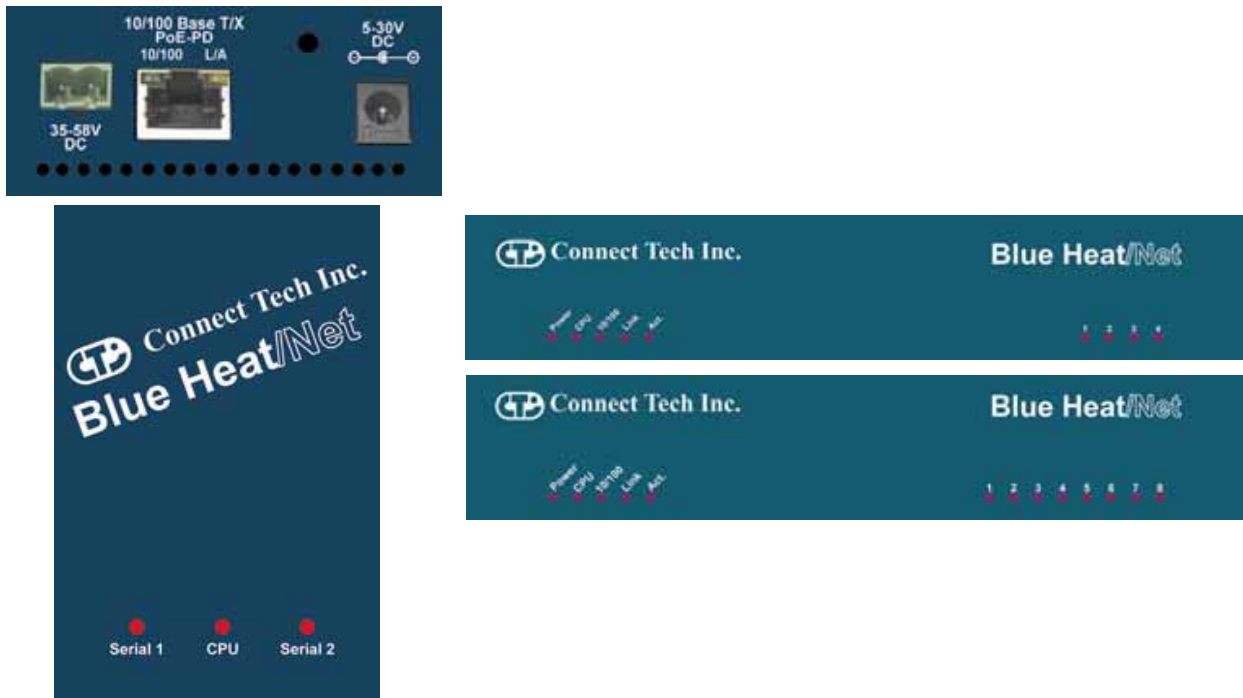 10/100 Base T/X
PoE-PD
10/100 L/A
5-30V
DC
35-58V
DC
Connect Tech Inc.
Blue Heat/Net
Serial 1 CPU Serial 2
Connect Tech Inc. Blue Heat/Net
Power CPU 10/100 Link Act. 1 2 3 4
Connect Tech Inc. Blue Heat/Net
Power CPU 10/100 Link Act. 1 2 3 4 5 6 7 8